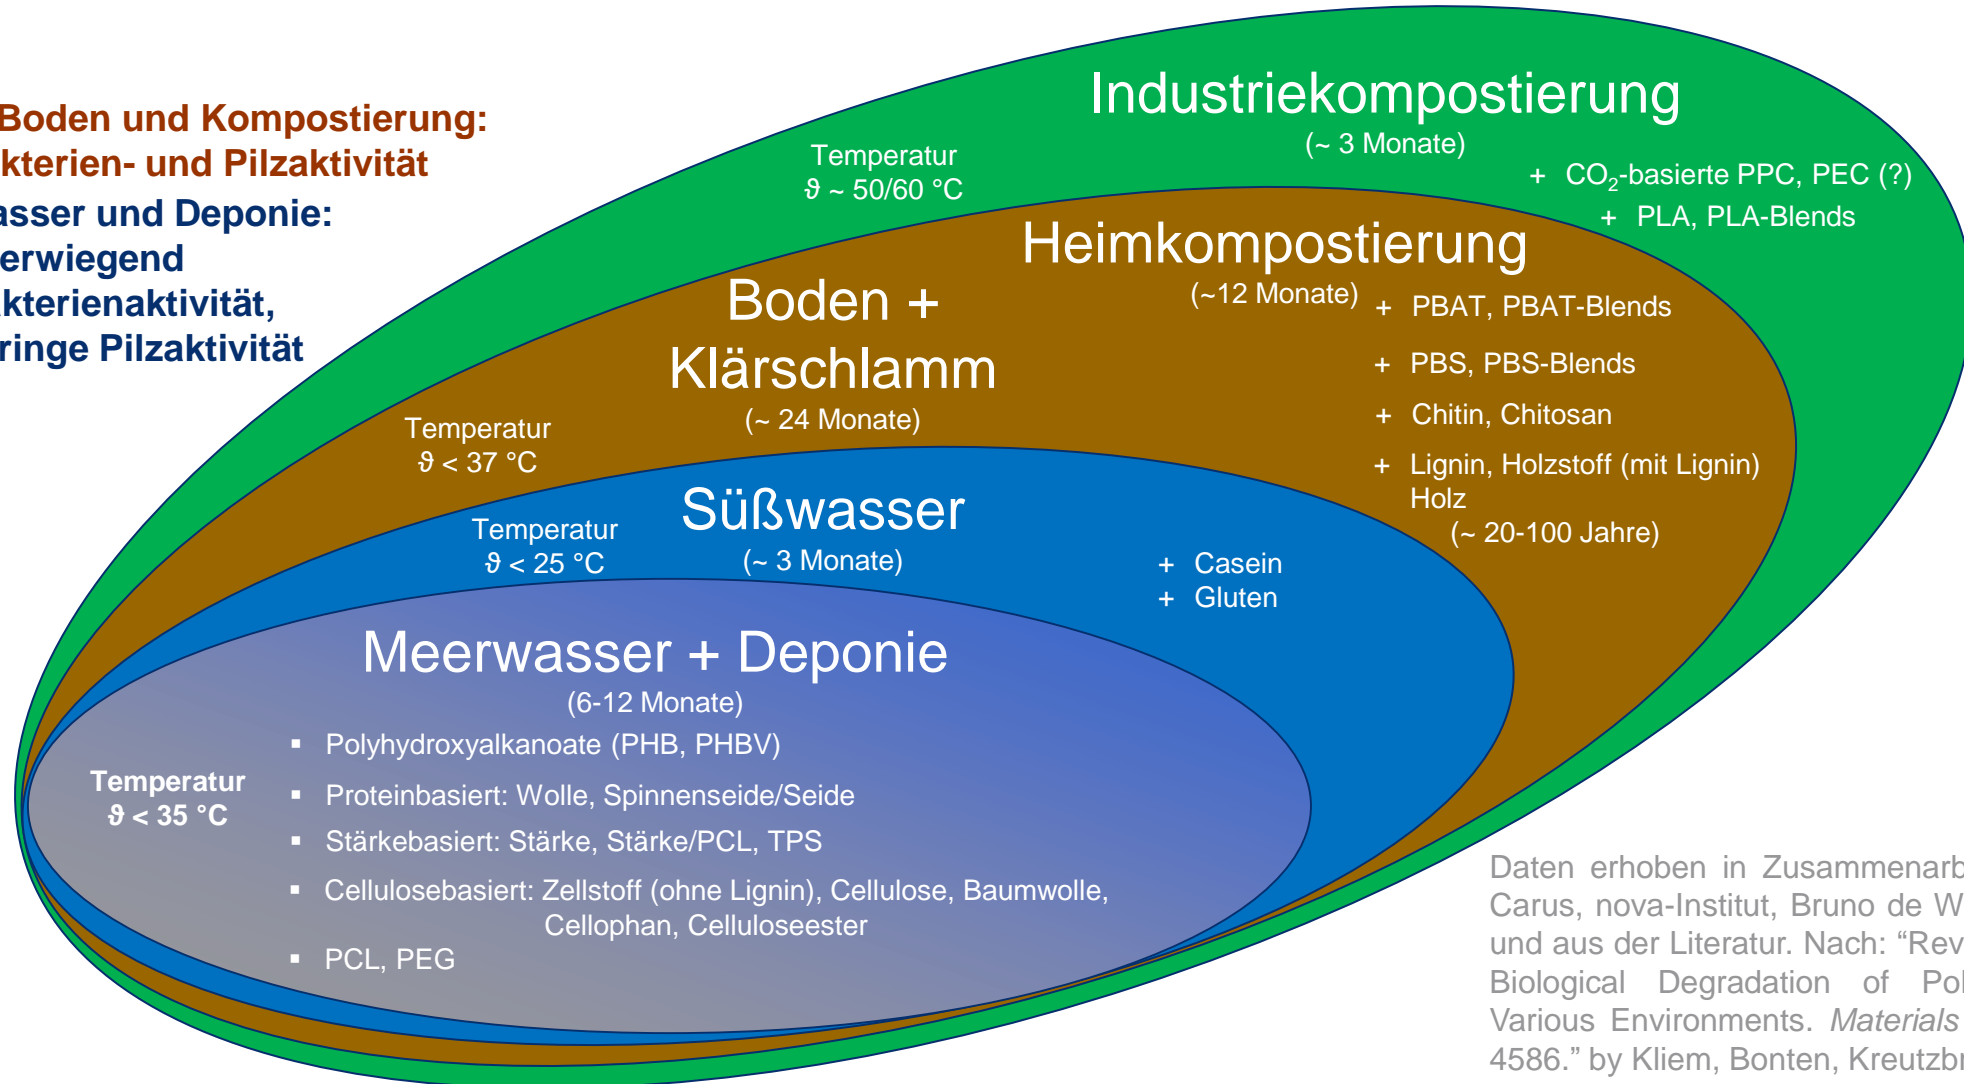 Boden und Kompostierung:
kterien- und Pilzaktivität
asser und Deponie:
erwiegend
akterienaktivität,
ringe Pilzaktivität
Industriekompostierung
(~ 3 Monate)
Temperatur
ϑ ~ 50/60 °C
+ CO₂-basierte PPC, PEC (?)
+ PLA, PLA-Blends
Heimkompostierung
(~12 Monate)
Boden +
Klärschlamm
(~ 24 Monate)
Temperatur
ϑ < 37 °C
+ PBAT, PBAT-Blends
+ PBS, PBS-Blends
+ Chitin, Chitosan
+ Lignin, Holzstoff (mit Lignin)
Holz
(~ 20-100 Jahre)
Süßwasser
(~ 3 Monate)
Temperatur
ϑ < 25 °C
+ Casein
+ Gluten
Meerwasser + Deponie
(6-12 Monate)
Temperatur
ϑ < 35 °C
▪ Polyhydroxyalkanoate (PHB, PHBV)
▪ Proteinbasiert: Wolle, Spinnenseide/Seide
▪ Stärkebasiert: Stärke, Stärke/PCL, TPS
▪ Cellulosebasiert: Zellstoff (ohne Lignin), Cellulose, Baumwolle,
Cellophan, Celluloseester
▪ PCL, PEG
Daten erhoben in Zusammenarb
Carus, nova-Institut, Bruno de W
und aus der Literatur. Nach: “Rev
Biological Degradation of Pol
Various Environments. Materials
4586.” by Kliem, Bonten, Kreutzbr